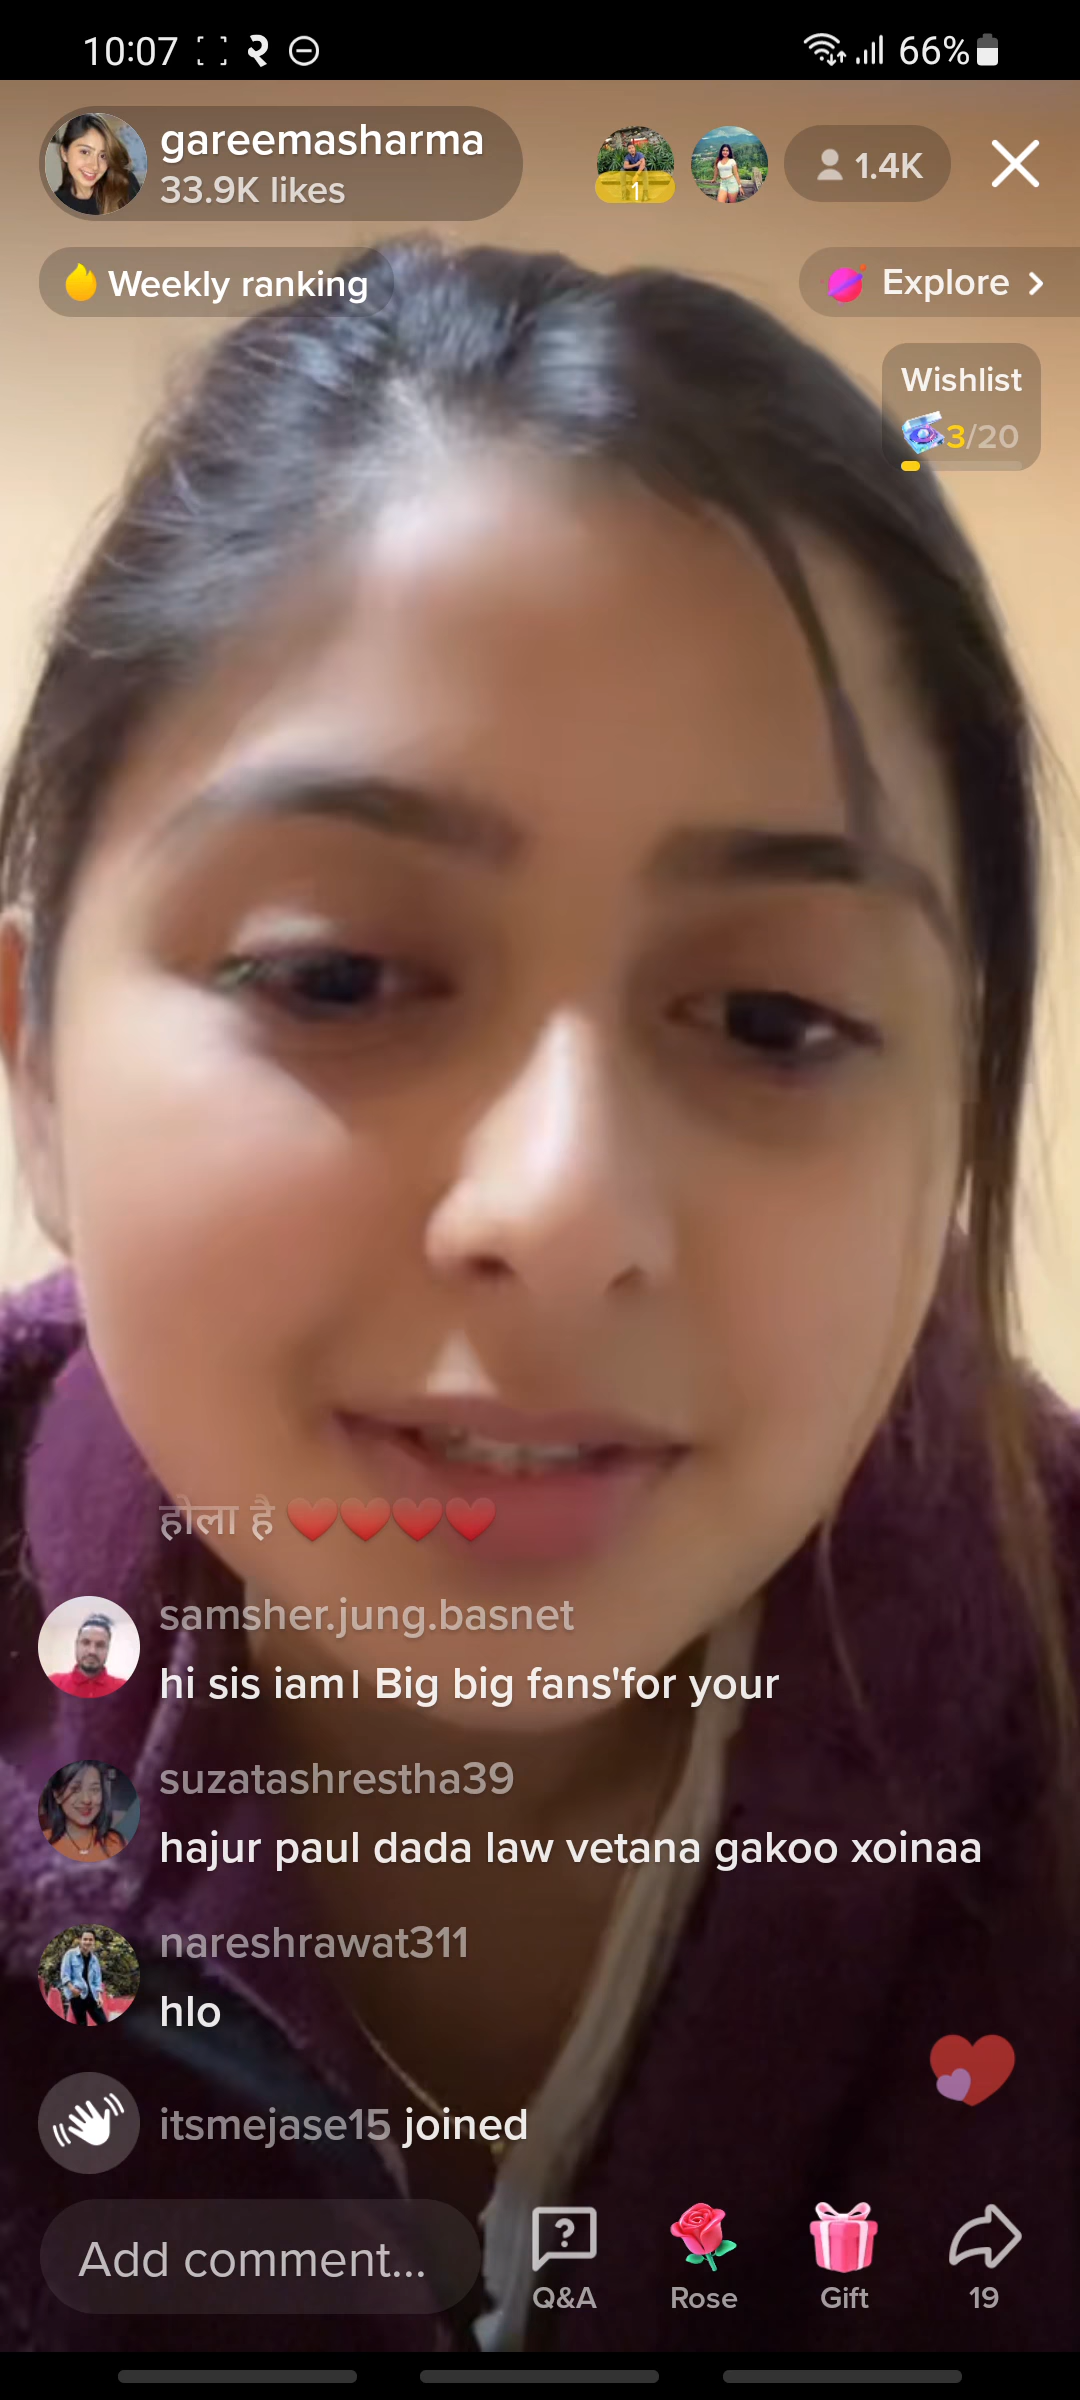 10:07
66%
gareemasharma
33.9K likes
1
1.4K
Weekly ranking
Explore
Wishlist
3/20
होला है ❤️❤️❤️❤️
samsher.jung.basnet
hi sis iam। Big big fans'for your
suzatashrestha39
hajur paul dada law vetana gakoo xoinaa
nareshrawat311
hlo
itsmejase15 joined
Add comment...
Q&A
Rose
Gift
19